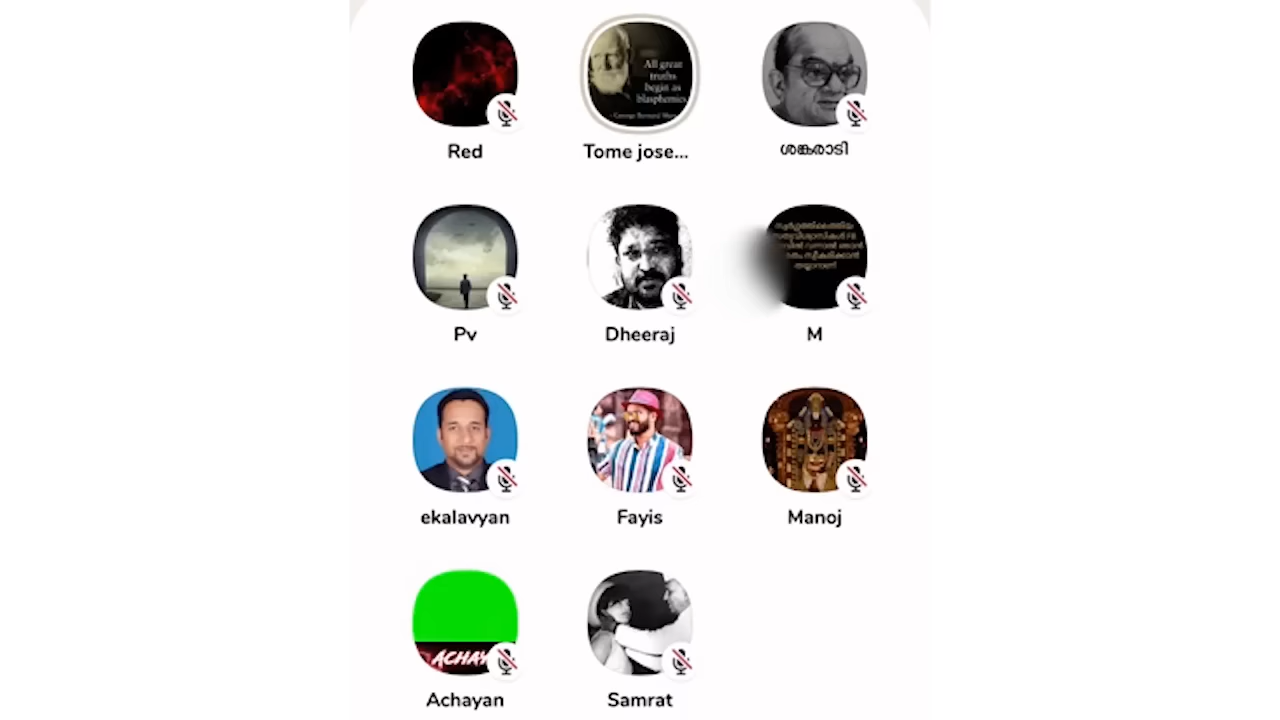 All great
truths
begin as
blasphemies
Red
Tome jose...
ശങ്കരാടി
Pv
Dheeraj
M
ekalavyan
Fayis
Manoj
ACHAY
Achayan
Samrat